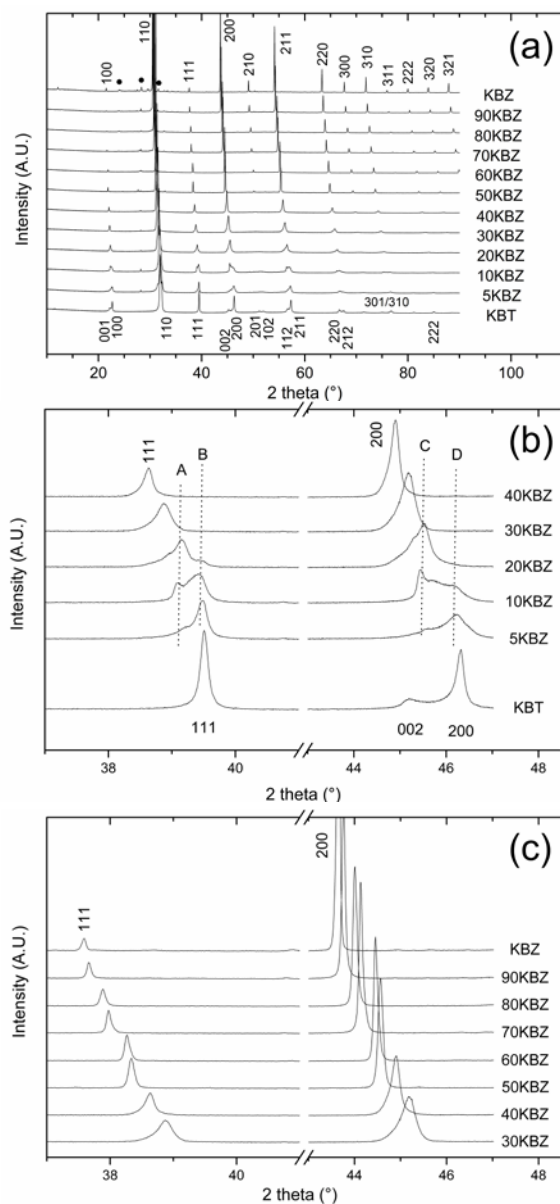 (a)
110
200
211
100
111
210
220
300
310
311
222
320
321
KBZ
90KBZ
80KBZ
70KBZ
60KBZ
50KBZ
40KBZ
30KBZ
20KBZ
10KBZ
5KBZ
KBT
301/310
001
100
110
111
002
200
201
102
112
211
220
212
222
Intensity (A.U.)
20 40 60 80 100
2 theta (°)
(b)
111
A
B
200
C
D
40KBZ
30KBZ
20KBZ
10KBZ
5KBZ
KBT
111
002
200
Intensity (A.U.)
38 40 44 46 48
2 theta (°)
(c)
200
111
KBZ
90KBZ
80KBZ
70KBZ
60KBZ
50KBZ
40KBZ
30KBZ
Intensity (A.U.)
38 40 44 46 48
2 theta (°)